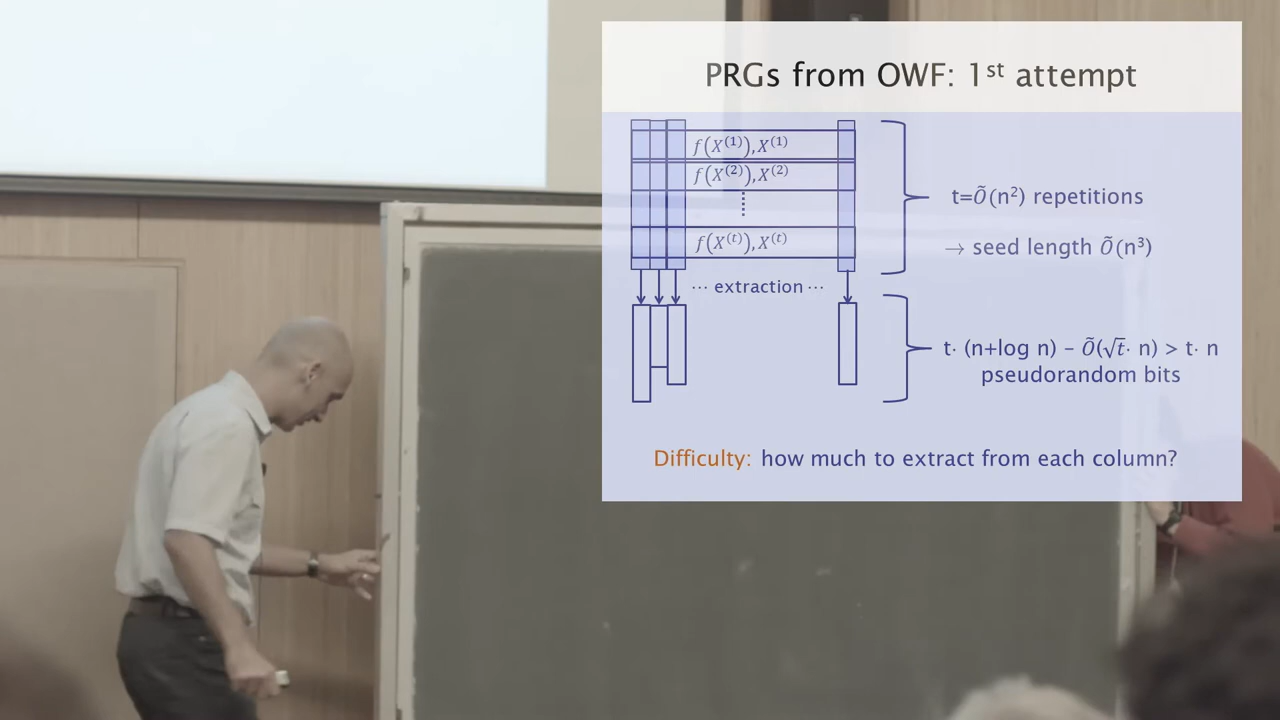 PRGs from OWF: 1st attempt
f(X⁽¹⁾),X⁽¹⁾
f(X⁽²⁾),X⁽²⁾
f(X⁽ᵗ⁾),X⁽ᵗ⁾
t=Õ(n²) repetitions
→ seed length Õ(n³)
··· extraction ···
t· (n+log n) – Õ(√t· n) > t· n
pseudorandom bits
Difficulty: how much to extract from each column?